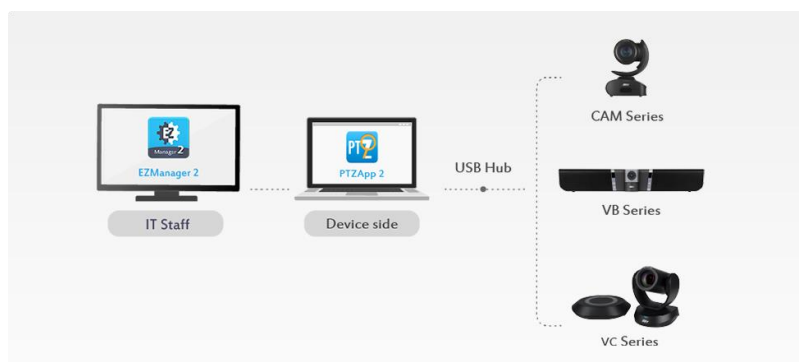 EZ
Manager 2
EZManager 2
IT Staff
PTZ
PTZApp 2
Device side
USB Hub
CAM Series
VB Series
VC Series